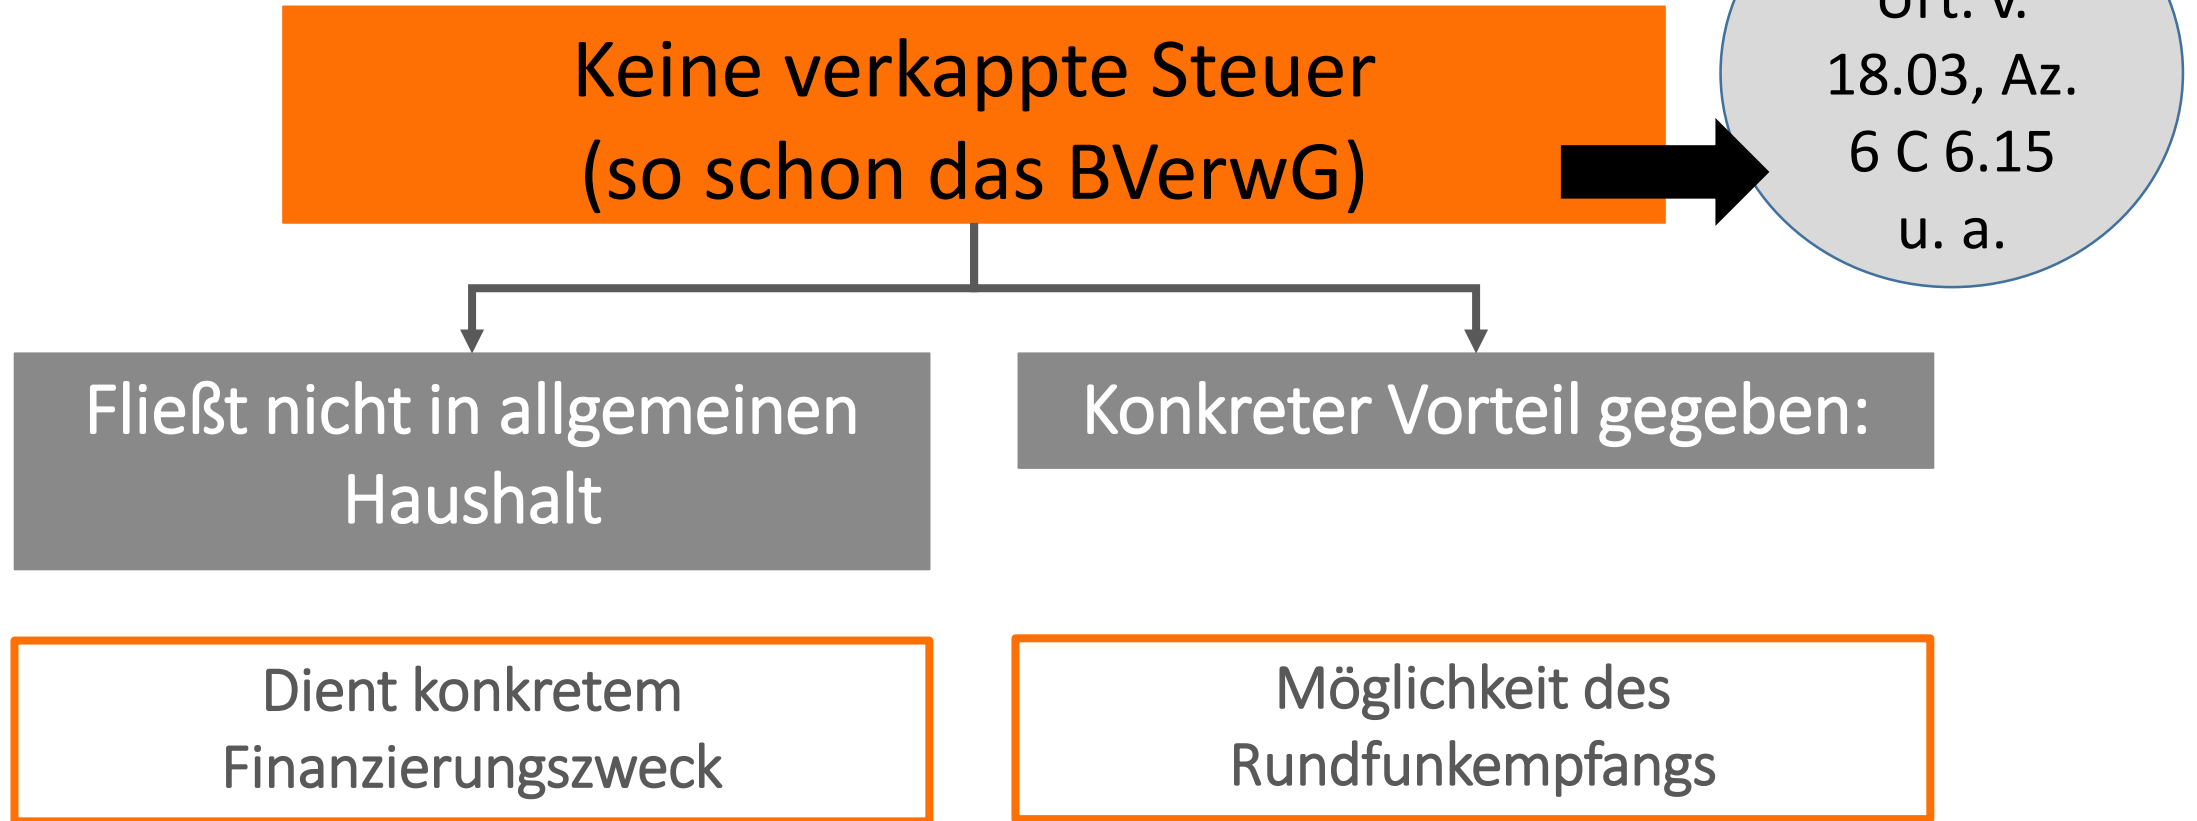 Keine verkappte Steuer
(so schon das BVerwG)
Urt. v.
18.03, Az.
6 C 6.15
u. a.
Fließt nicht in allgemeinen
Haushalt
Konkreter Vorteil gegeben:
Dient konkretem
Finanzierungszweck
Möglichkeit des
Rundfunkempfangs